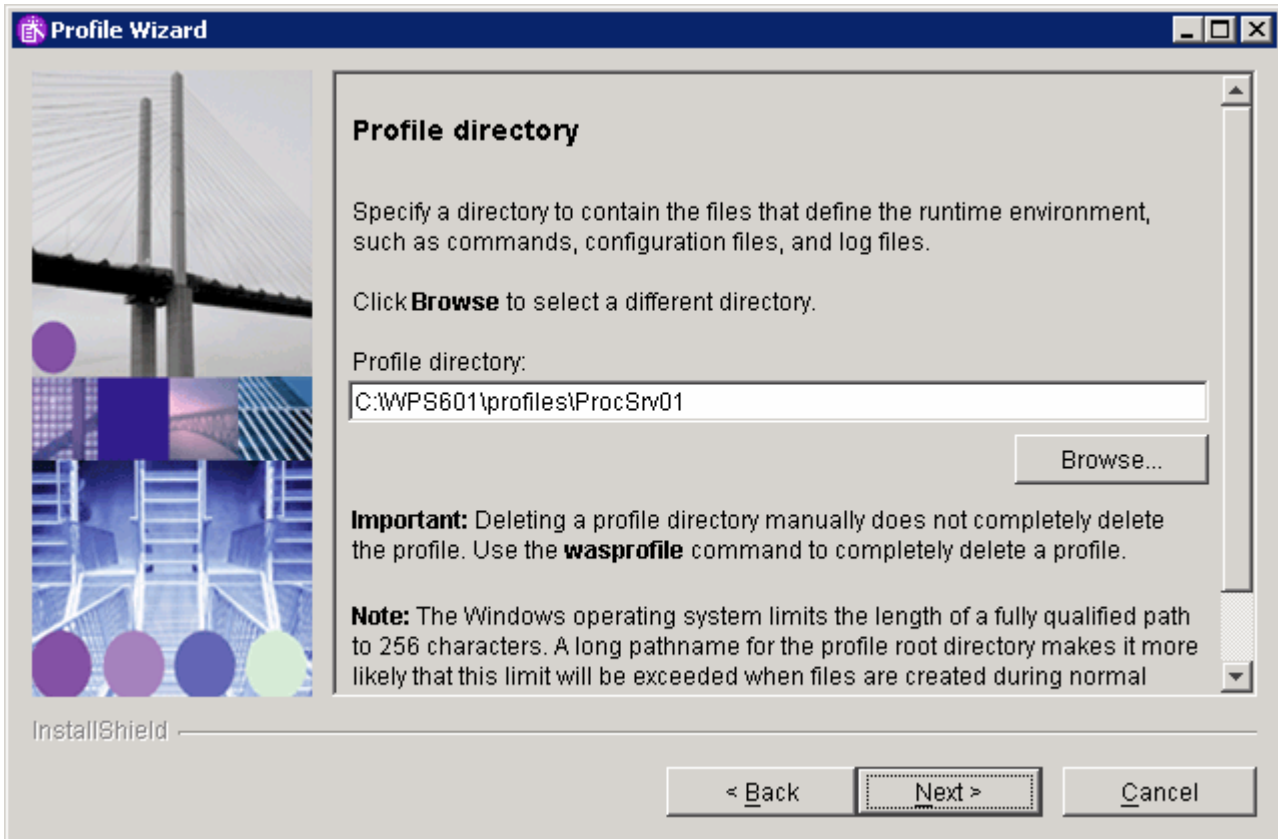 Profile Wizard
Profile directory
Specify a directory to contain the files that define the runtime environment,
such as commands, configuration files, and log files.
Click Browse to select a different directory.
Profile directory:
C:\WPS601\profiles\ProcSrv01
Browse...
Important: Deleting a profile directory manually does not completely delete
the profile. Use the wasprofile command to completely delete a profile.
Note: The Windows operating system limits the length of a fully qualified path
to 256 characters. A long pathname for the profile root directory makes it more
likely that this limit will be exceeded when files are created during normal
InstallShield
< Back
Next >
Cancel